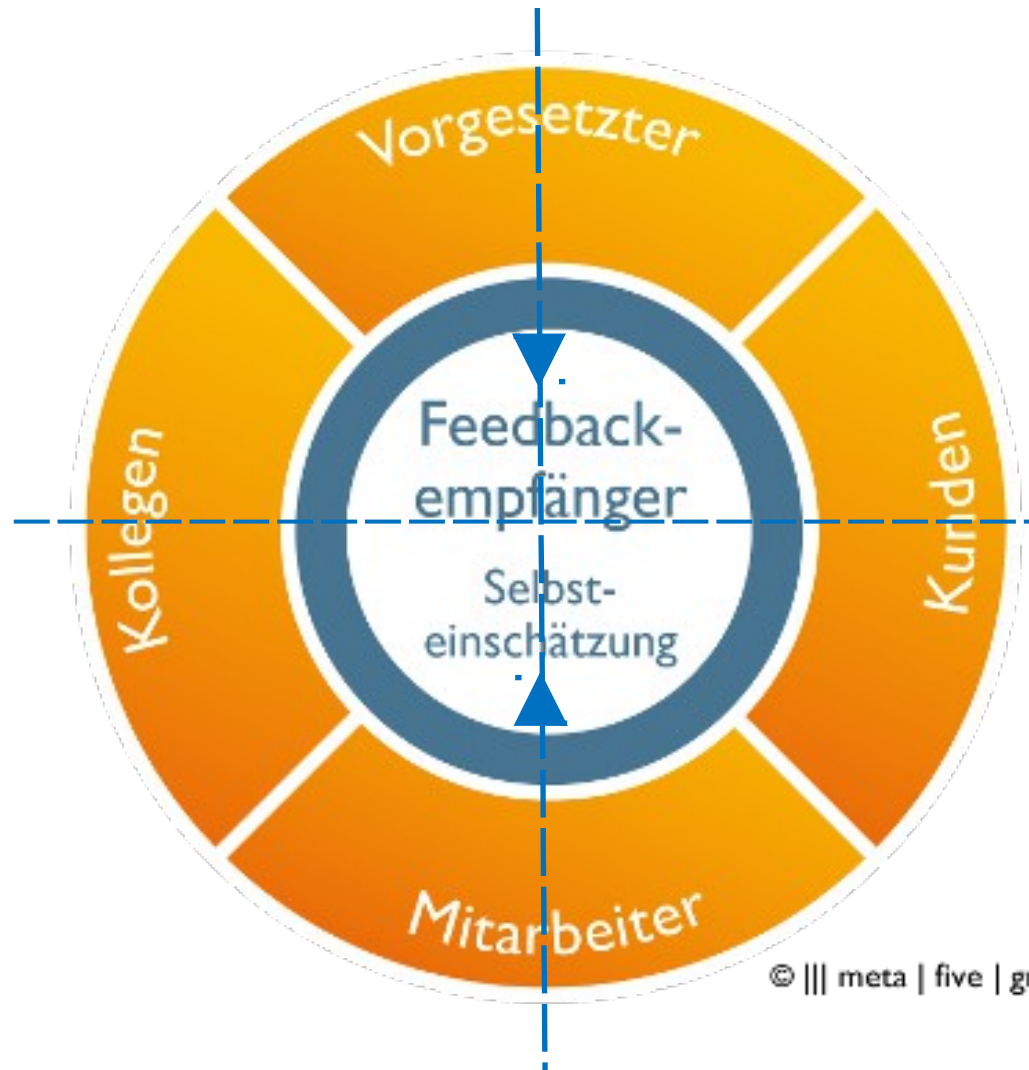 Vorgesetzter
Kollegen
Feedback-
empfänger
Selbst-
einschätzung
Kunden
Mitarbeiter
© ||| meta | five |